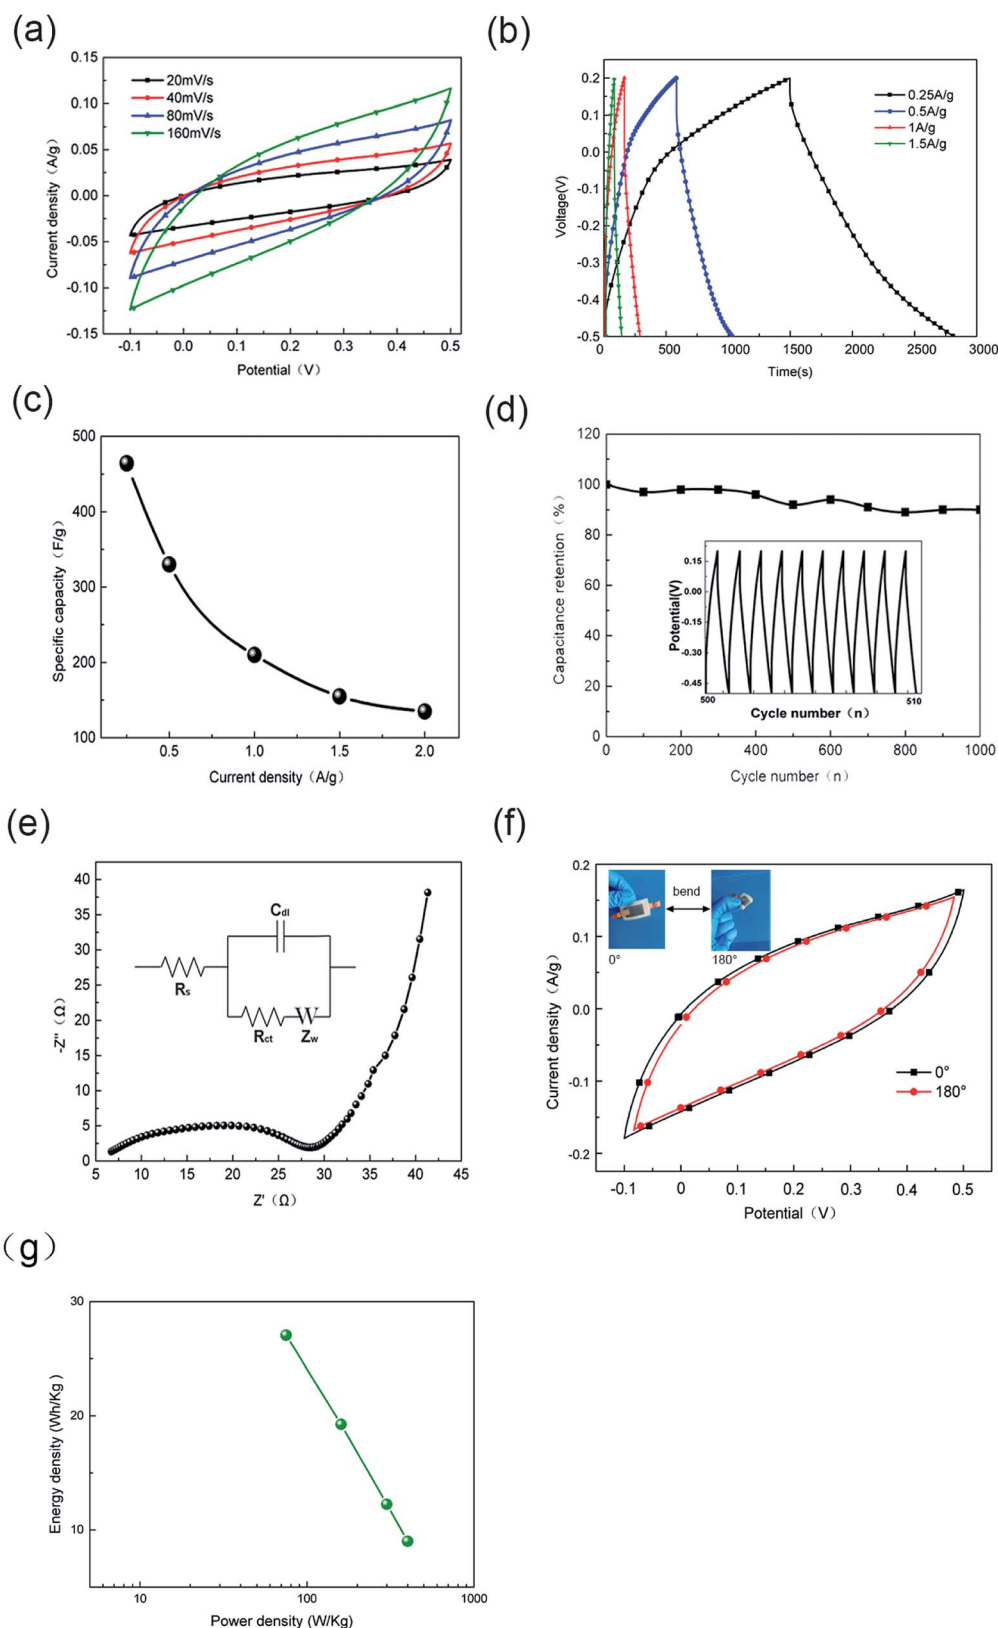 (a)
0.15
0.10
0.05
0.00
-0.05
-0.10
-0.15
Current density（A/g）
20mV/s
40mV/s
80mV/s
160mV/s
-0.1 0.0 0.1 0.2 0.3 0.4 0.5
Potential（V）
(b)
0.2
0.1
0.0
-0.1
-0.2
-0.3
-0.4
-0.5
Voltage(V)
0.25A/g
0.5A/g
1A/g
1.5A/g
0 500 1000 1500 2000 2500 3000
Time(s)
(c)
500
400
300
200
100
Specific capacity（F/g）
0.5 1.0 1.5 2.0
Current density（A/g）
(d)
120
100
80
60
40
20
0
Capacitance retention（%）
0.15
0.00
-0.15
-0.30
-0.45
Potential(V)
500 510
Cycle number（n）
0 200 400 600 800 1000
Cycle number（n）
(e)
40
35
30
25
20
15
10
5
0
-Z''（Ω）
Cdl
Rs
Rct Zw
W
5 10 15 20 25 30 35 40 45
Z'（Ω）
(f)
0.2
0.1
0.0
-0.1
-0.2
Current density（A/g）
bend
0° 180°
0°
180°
-0.1 0 0.1 0.2 0.3 0.4 0.5
Potential（V）
（g）
30
20
10
Energy density (Wh/Kg)
10 100 1000
Power density (W/Kg)